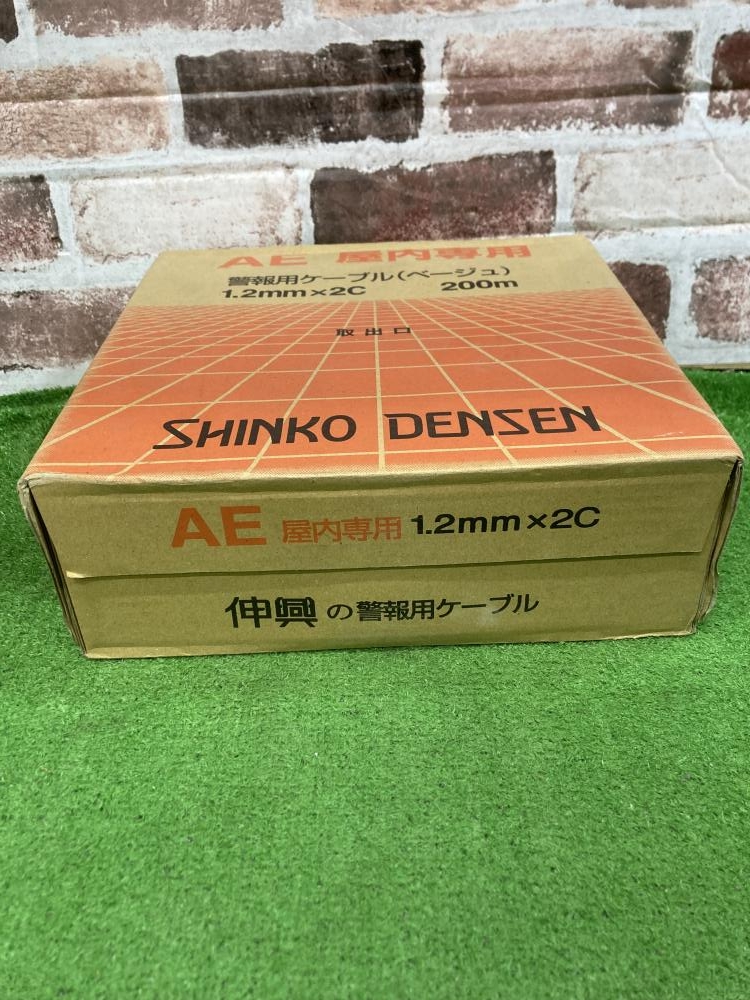 AE 屋内専用
警報用ケーブル(ベージュ)
1.2mm×2C 200m
取出口
SHINKO DENSEN
AE 屋内専用 1.2mm×2C
伸興の警報用ケーブル